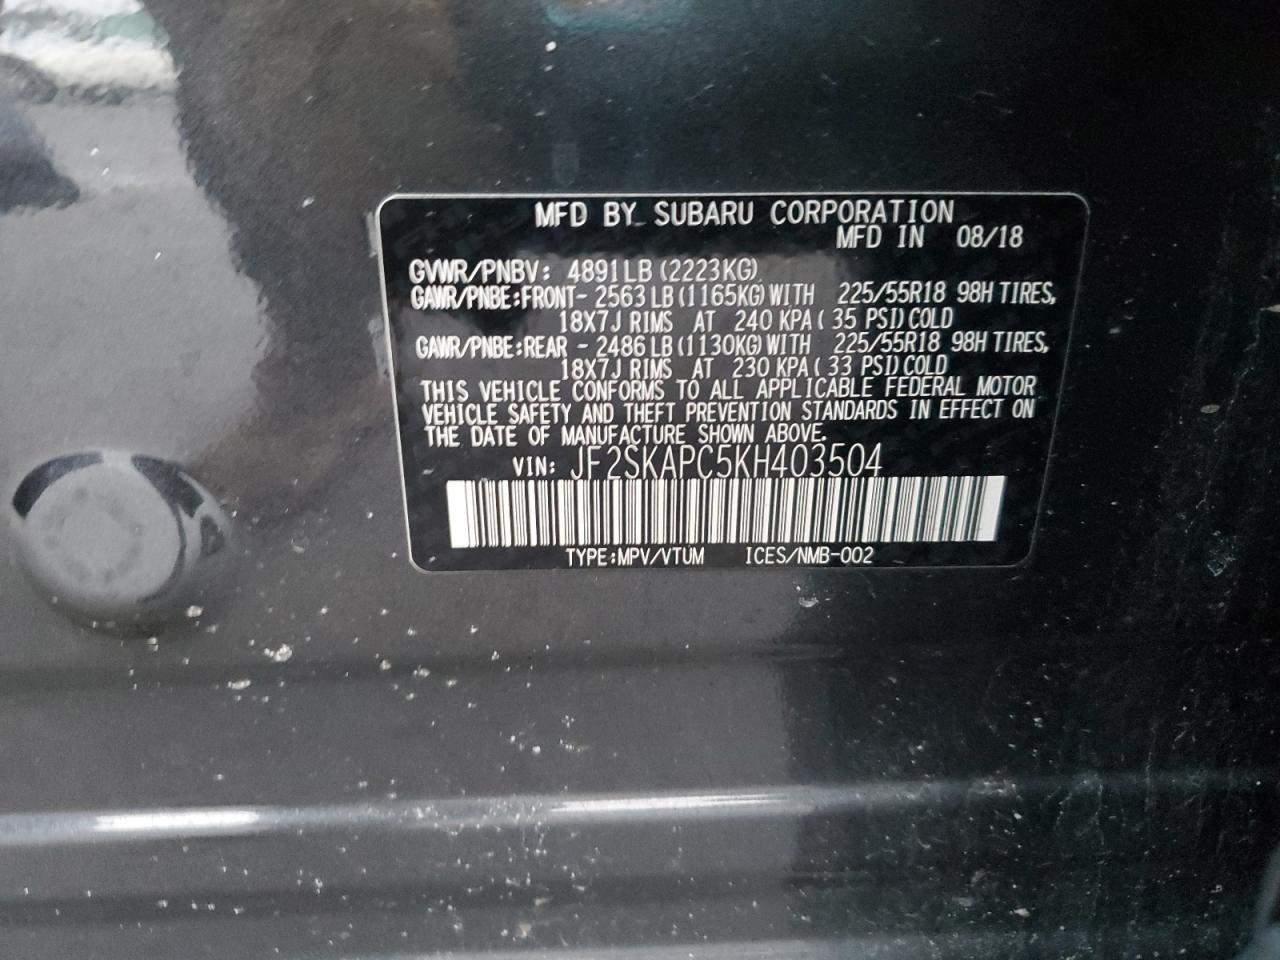 MFD BY SUBARU CORPORATION
MFD IN 08/18
GVWR/PNBV: 4891LB (2223KG)
GAWR/PNBE:FRONT- 2563 LB (1165KG) WITH 225/55R18 98H TIRES,
18X7J RIMS AT 240 KPA ( 35 PSI) COLD
GAWR/PNBE:REAR - 2486 LB (1130KG) WITH 225/55R18 98H TIRES,
18X7J RIMS AT 230 KPA ( 33 PSI) COLD
THIS VEHICLE CONFORMS TO ALL APPLICABLE FEDERAL MOTOR
VEHICLE SAFETY AND THEFT PREVENTION STANDARDS IN EFFECT ON
THE DATE OF MANUFACTURE SHOWN ABOVE.
VIN: JF2SKAPC5KH403504
TYPE:MPV/VTUM ICES/NMB-002